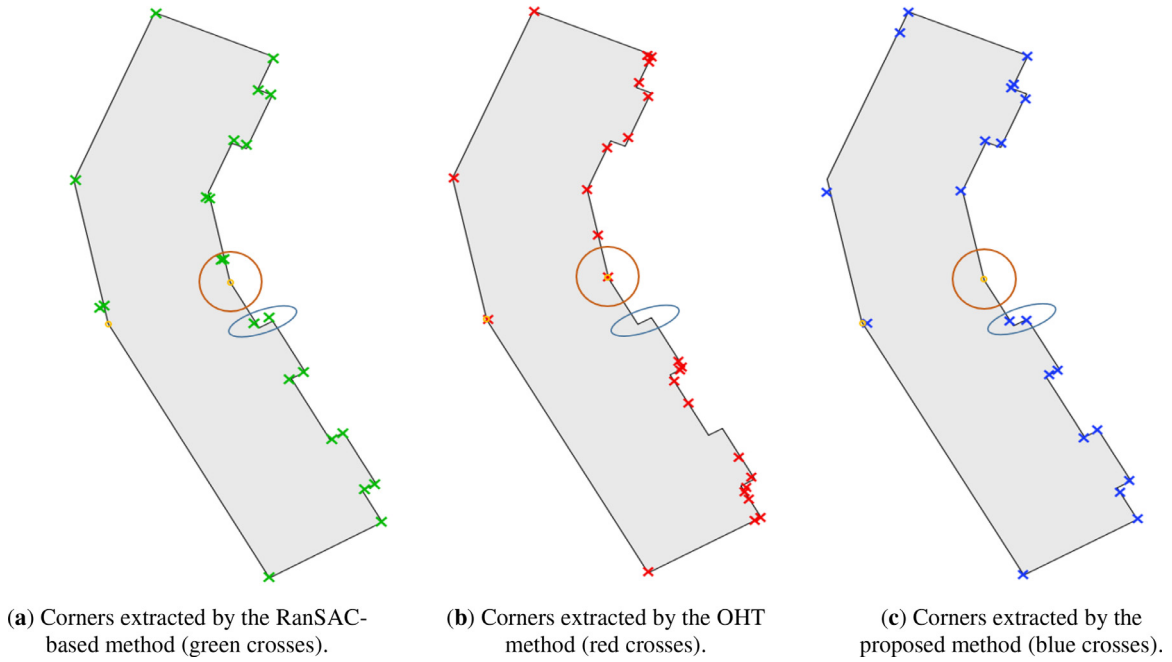 (a) Corners extracted by the RanSAC-
based method (green crosses).
(b) Corners extracted by the OHT
method (red crosses).
(c) Corners extracted by the
proposed method (blue crosses).